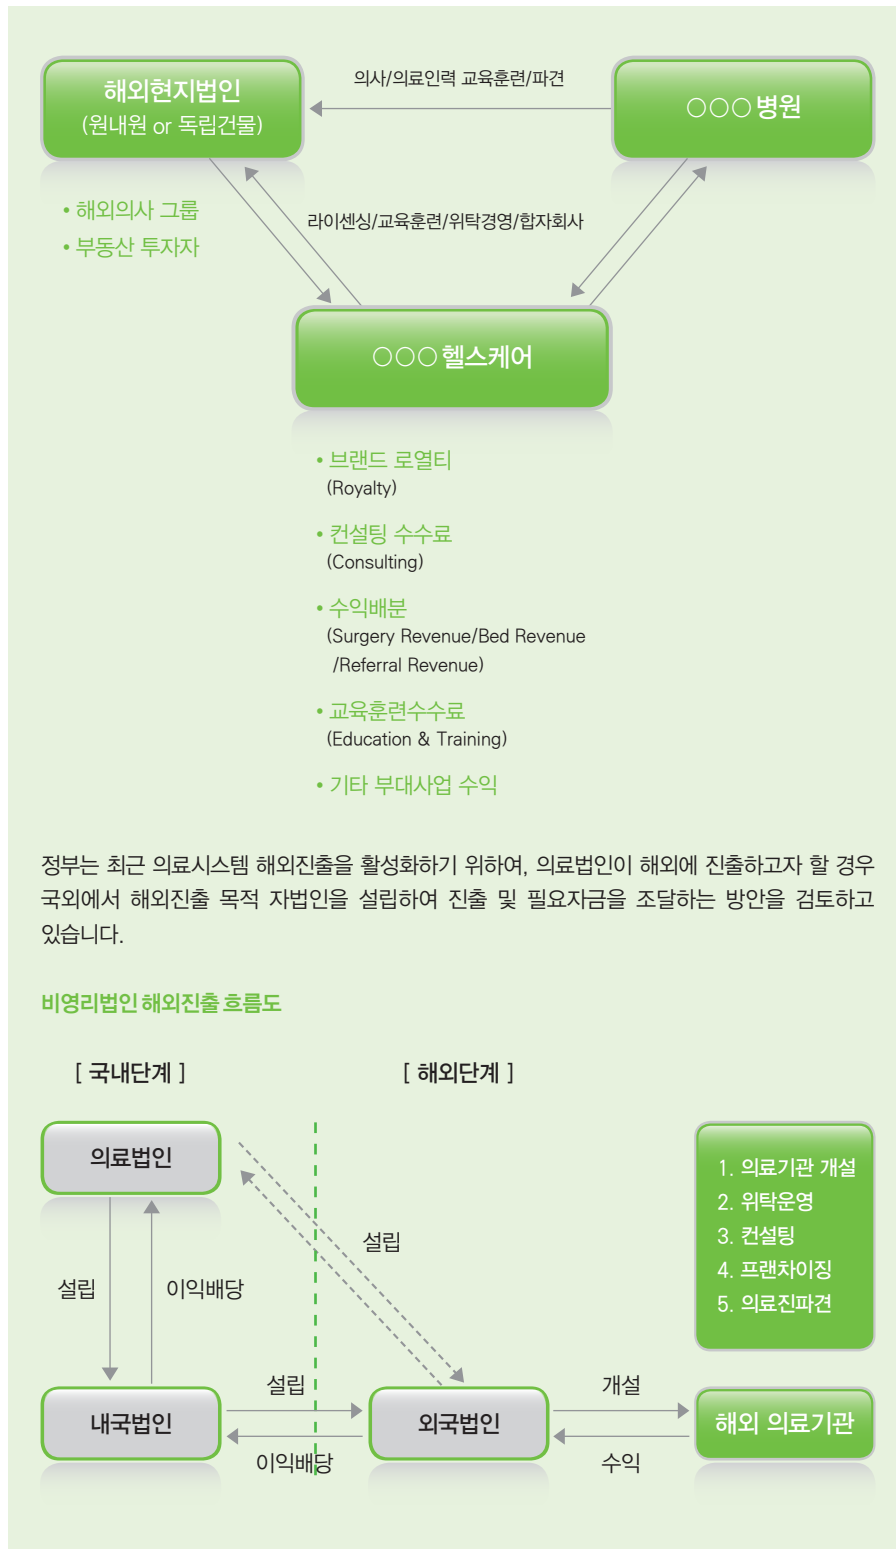 해외현지법인
(원내원 or 독립건물)
의사/의료인력 교육훈련/파견
○○○ 병원
• 해외의사 그룹
• 부동산 투자자
라이센싱/교육훈련/위탁경영/합자회사
○○○ 헬스케어
• 브랜드 로열티
(Royalty)
• 컨설팅 수수료
(Consulting)
• 수익배분
(Surgery Revenue/Bed Revenue
/Referral Revenue)
• 교육훈련수수료
(Education & Training)
• 기타 부대사업 수익
정부는 최근 의료시스템 해외진출을 활성화하기 위하여, 의료법인이 해외에 진출하고자 할 경우
국외에서 해외진출 목적 자법인을 설립하여 진출 및 필요자금을 조달하는 방안을 검토하고
있습니다.
비영리법인 해외진출 흐름도
[ 국내단계 ]
[ 해외단계 ]
의료법인
1. 의료기관 개설
2. 위탁운영
3. 컨설팅
4. 프랜차이징
5. 의료진파견
설립
설립
이익배당
설립
개설
내국법인
외국법인
해외 의료기관
이익배당
수익